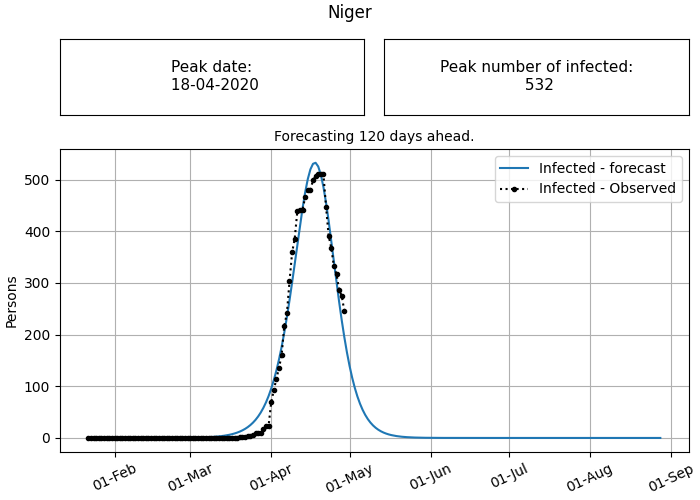 Niger
Peak date:
18-04-2020
Peak number of infected:
532
Forecasting 120 days ahead.
Infected - forecast
Infected - Observed
Persons
500
400
300
200
100
0
01-Feb
01-Mar
01-Apr
01-May
01-Jun
01-Jul
01-Aug
01-Sep